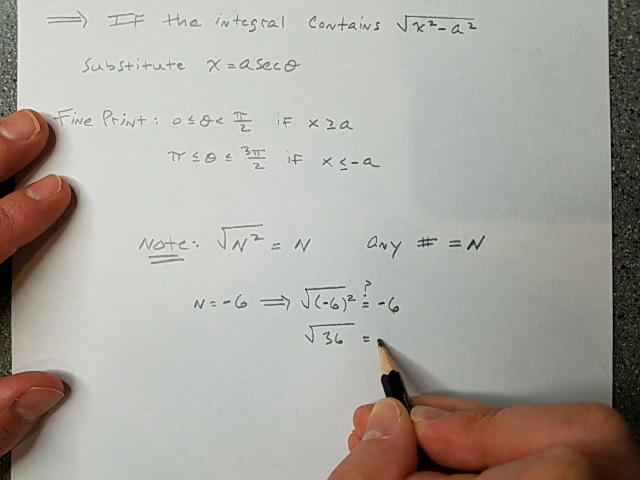 ⟹ If the integral contains √(x²-a²)
Substitute x = a secθ
Fine Print: 0 ≤ θ < π/2 if x ≥ a
π ≤ θ ≤ 3π/2 if x ≤ -a
Note: √N² = N any # = N
N = -6 ⟹ √(-6)² ?= -6
√36 =